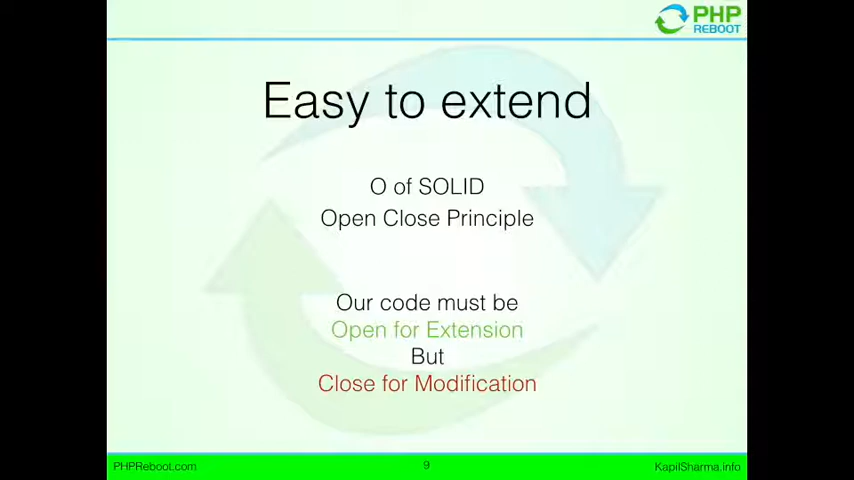 PHP
REBOOT
Easy to extend
O of SOLID
Open Close Principle
Our code must be
Open for Extension
But
Close for Modification
PHPReboot.com
9
KapilSharma.info